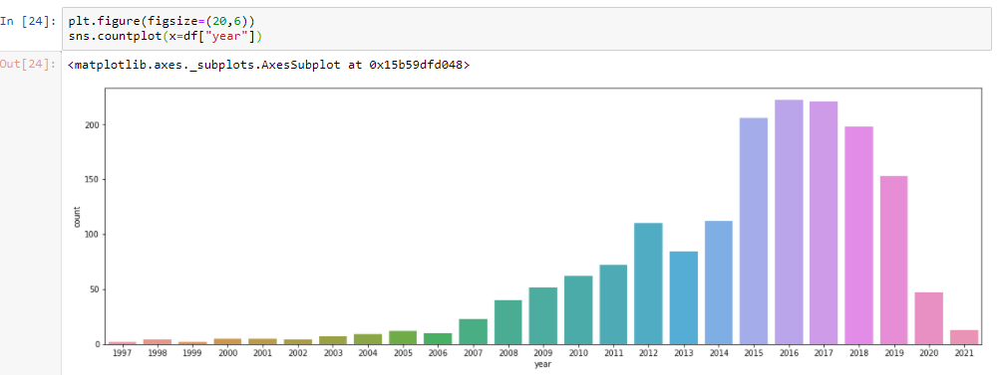 In [24]: plt.figure(figsize=(20,6))
sns.countplot(x=df["year"])
Out[24]: <matplotlib.axes._subplots.AxesSubplot at 0x15b59dfd048>
200
150
100
50
0
count
1997 1998 1999 2000 2001 2002 2003 2004 2005 2006 2007 2008 2009 2010 2011 2012 2013 2014 2015 2016 2017 2018 2019 2020 2021
year